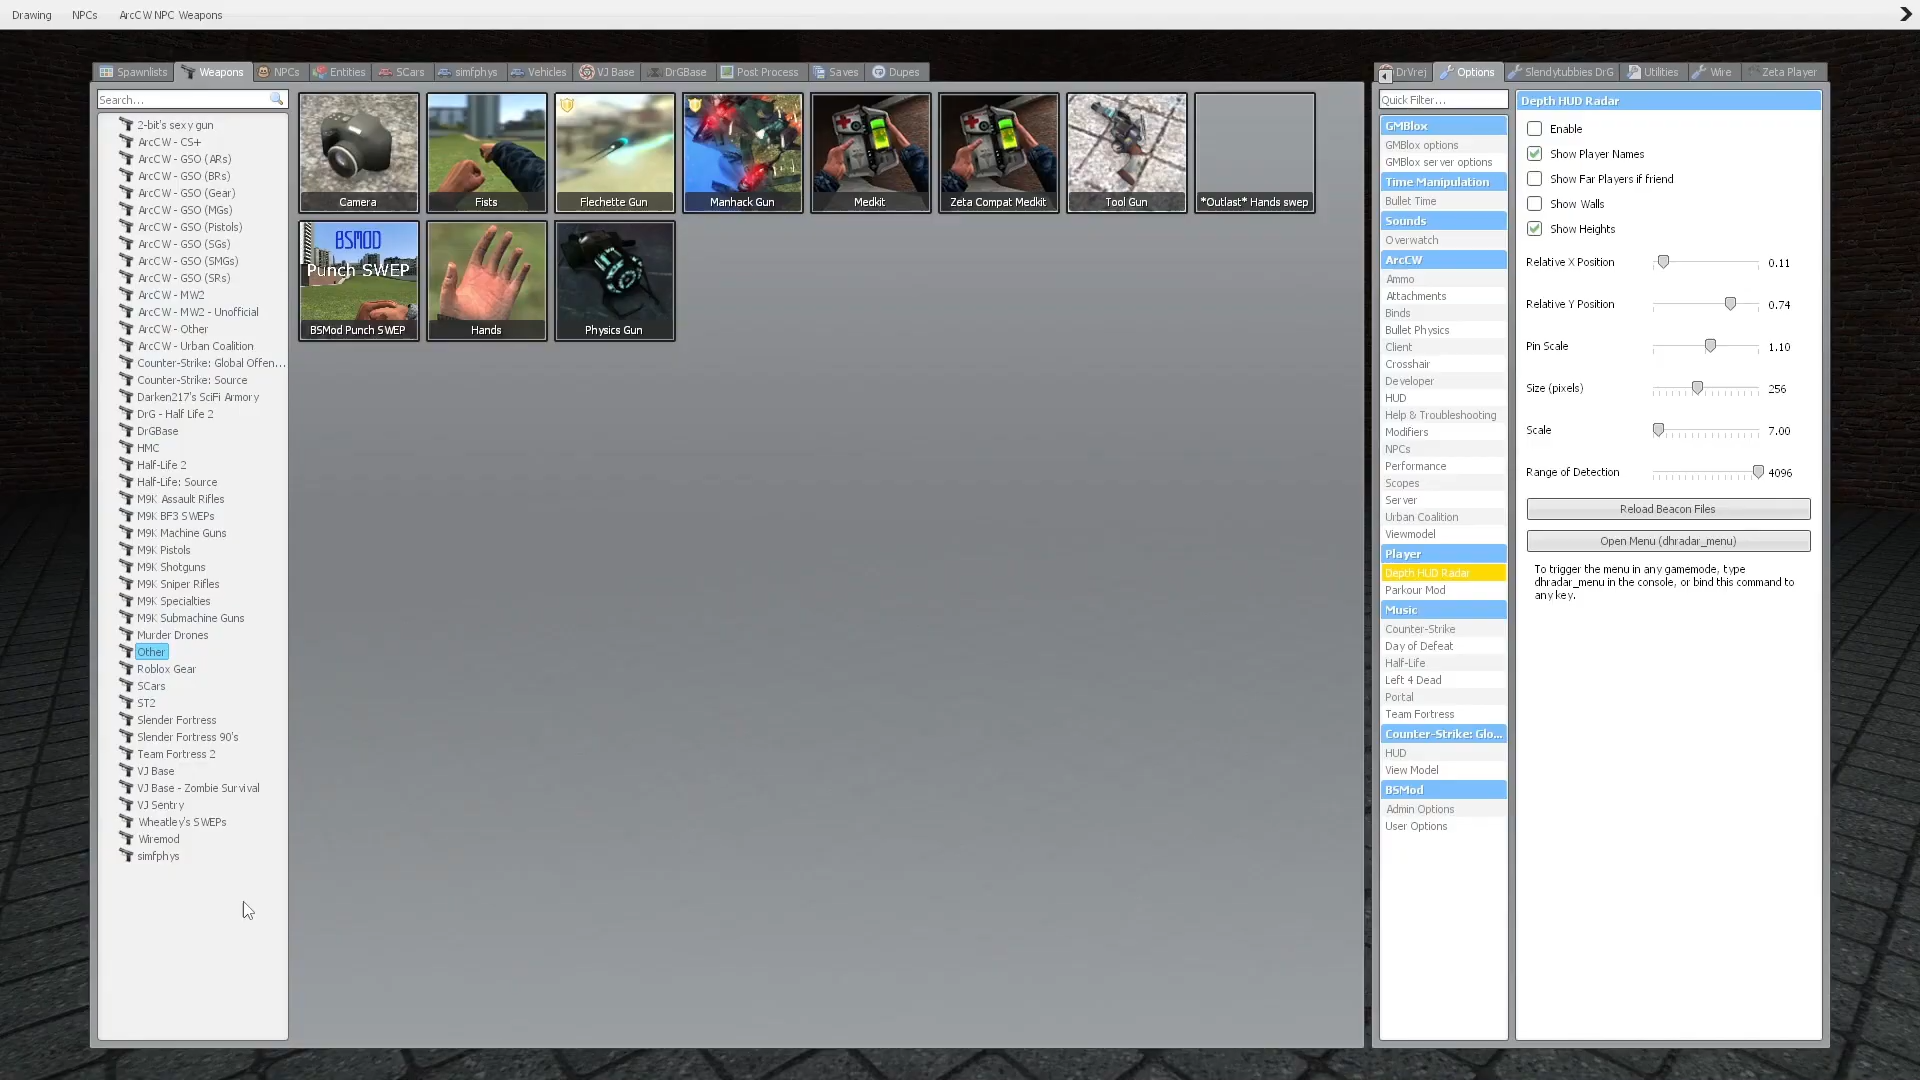 Drawing NPCs ArcCW NPC Weapons
Spawnlists Weapons NPCs Entities SCars simfphys Vehicles VJ Base DrGBase Post Process Saves Dupes
Search...
2-bit's sexy gun
ArcCW - CS+
ArcCW - GSO (ARs)
ArcCW - GSO (BRs)
ArcCW - GSO (Gear)
ArcCW - GSO (MGs)
ArcCW - GSO (Pistols)
ArcCW - GSO (SGs)
ArcCW - GSO (SMGs)
ArcCW - GSO (SRs)
ArcCW - MW2
ArcCW - MW2 - Unofficial
ArcCW - Other
ArcCW - Urban Coalition
Counter-Strike: Global Offen...
Counter-Strike: Source
Darken217's SciFi Armory
DrG - Half Life 2
DrGBase
HMC
Half-Life 2
Half-Life: Source
M9K Assault Rifles
M9K BF3 SWEPs
M9K Machine Guns
M9K Pistols
M9K Shotguns
M9K Sniper Rifles
M9K Specialties
M9K Submachine Guns
Murder Drones
Other
Roblox Gear
SCars
ST2
Slender Fortress
Slender Fortress 90's
Team Fortress 2
VJ Base
VJ Base - Zombie Survival
VJ Sentry
Wheatley's SWEPs
Wiremod
simfphys
Camera
Fists
Flechette Gun
Manhack Gun
Medkit
Zeta Compat Medkit
Tool Gun
*Outlast* Hands swep
BSMOD
Punch SWEP
BSMod Punch SWEP
Hands
Physics Gun
DrVrej Options Slendytubbies DrG Utilities Wire Zeta Player
Quick Filter...
GMBlox
GMBlox options
GMBlox server options
Time Manipulation
Bullet Time
Sounds
Overwatch
ArcCW
Ammo
Attachments
Binds
Bullet Physics
Client
Crosshair
Developer
HUD
Help & Troubleshooting
Modifiers
NPCs
Performance
Scopes
Server
Urban Coalition
Viewmodel
Player
Depth HUD Radar
Parkour Mod
Music
Counter-Strike
Day of Defeat
Half-Life
Left 4 Dead
Portal
Team Fortress
Counter-Strike: Glo...
HUD
View Model
BSMod
Admin Options
User Options
Depth HUD Radar
Enable
Show Player Names
Show Far Players if friend
Show Walls
Show Heights
Relative X Position 0.11
Relative Y Position 0.74
Pin Scale 1.10
Size (pixels) 256
Scale 7.00
Range of Detection 4096
Reload Beacon Files
Open Menu (dhradar_menu)
To trigger the menu in any gamemode, type
dhradar_menu in the console, or bind this command to
any key.